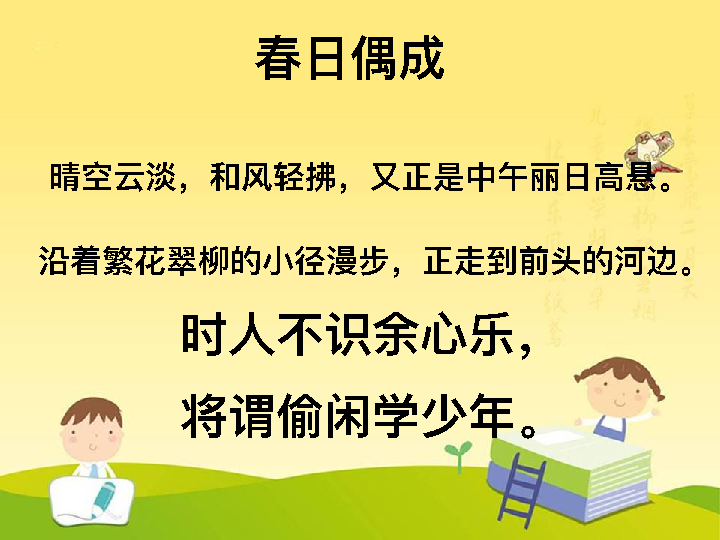 春日偶成
晴空云淡，和风轻拂，又正是中午丽日高悬。
沿着繁花翠柳的小径漫步，正走到前头的河边。
时人不识余心乐，
将谓偷闲学少年。